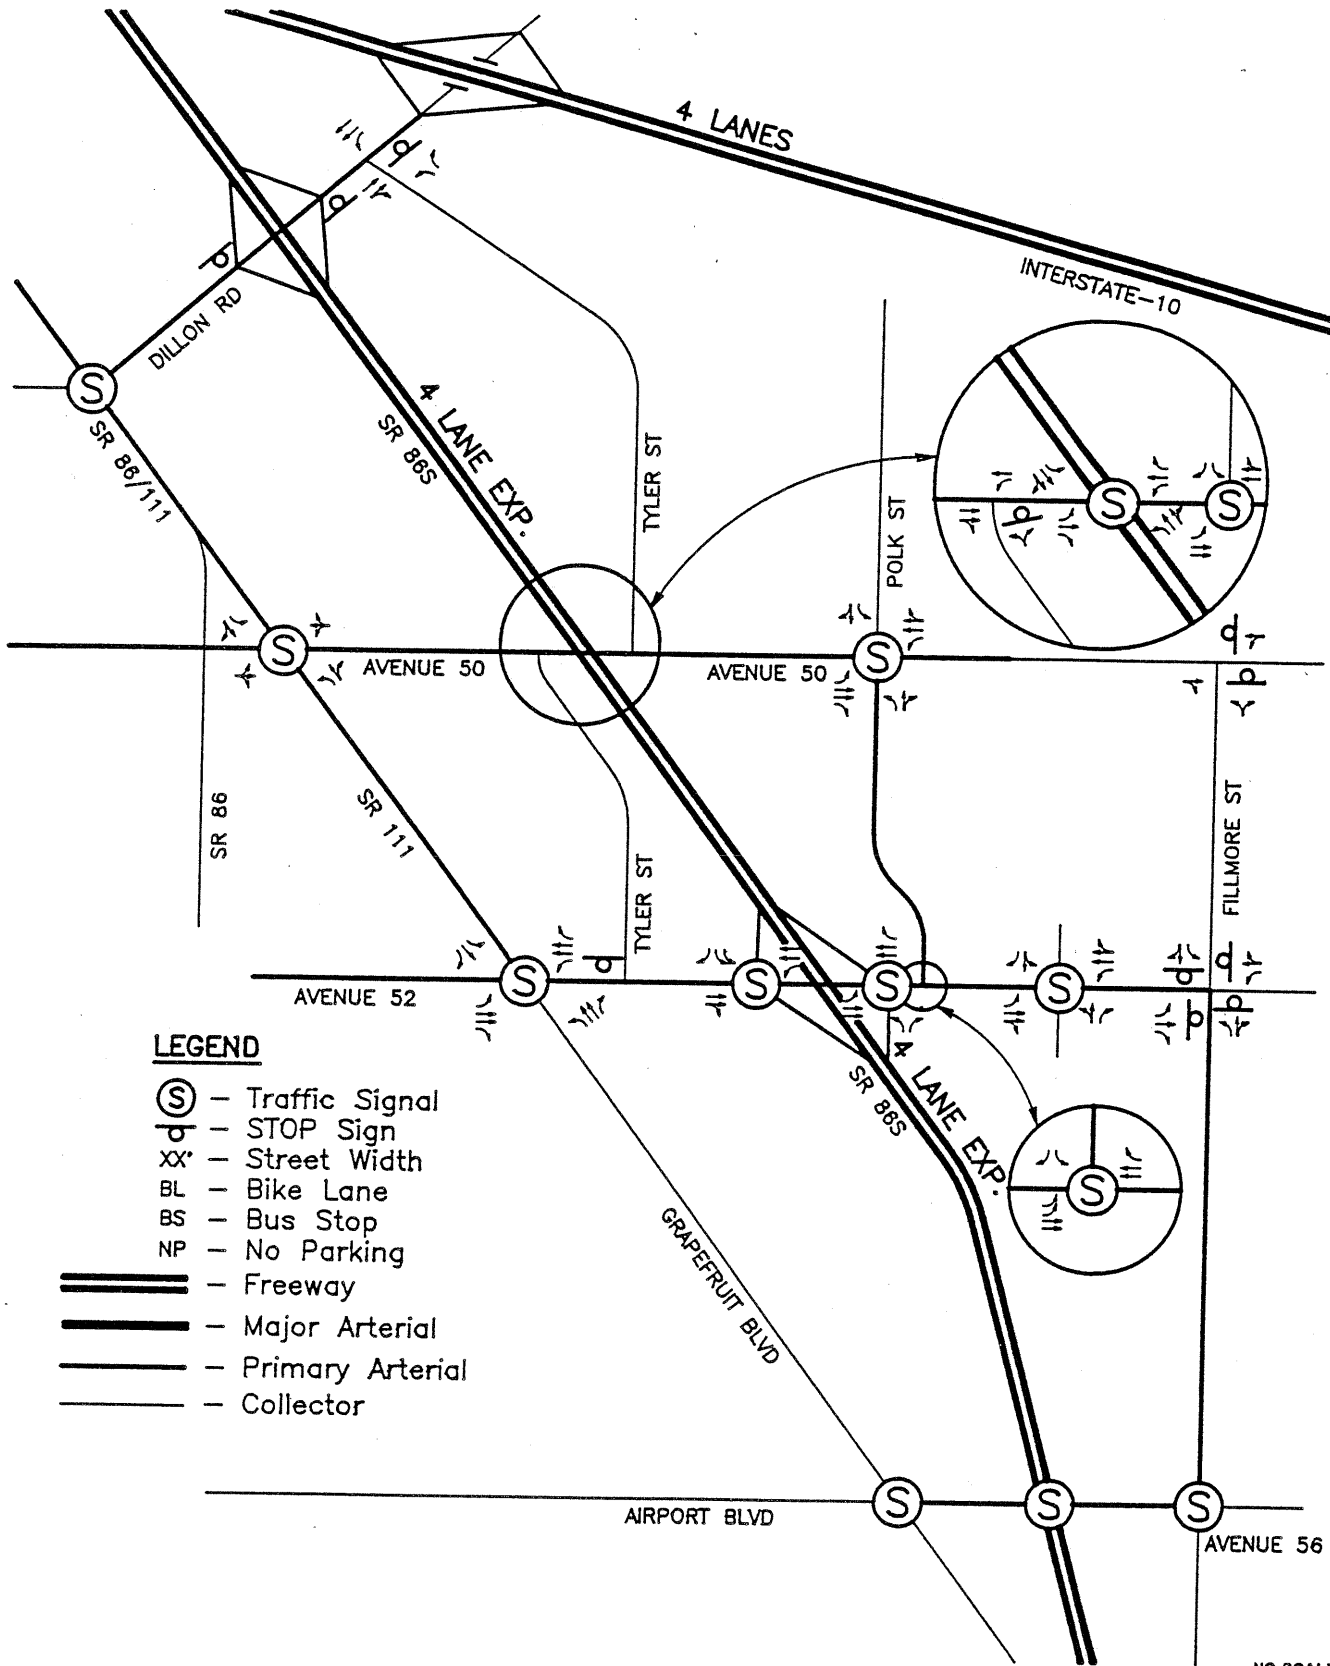 4 LANES
INTERSTATE-10
DILLON RD
S
SR 86/111
4 LANE EXP.
SR 86S
TYLER ST
POLK ST
S
S
S
AVENUE 50
AVENUE 50
S
SR 86
SR 111
TYLER ST
FILLMORE ST
AVENUE 52
S
S
S
S
4 LANE EXP.
SR 86S
S
LEGEND
S - Traffic Signal
- STOP Sign
XX' - Street Width
BL - Bike Lane
BS - Bus Stop
NP - No Parking
- Freeway
- Major Arterial
- Primary Arterial
- Collector
GRAPEFRUIT BLVD
AIRPORT BLVD
S
S
S
AVENUE 56